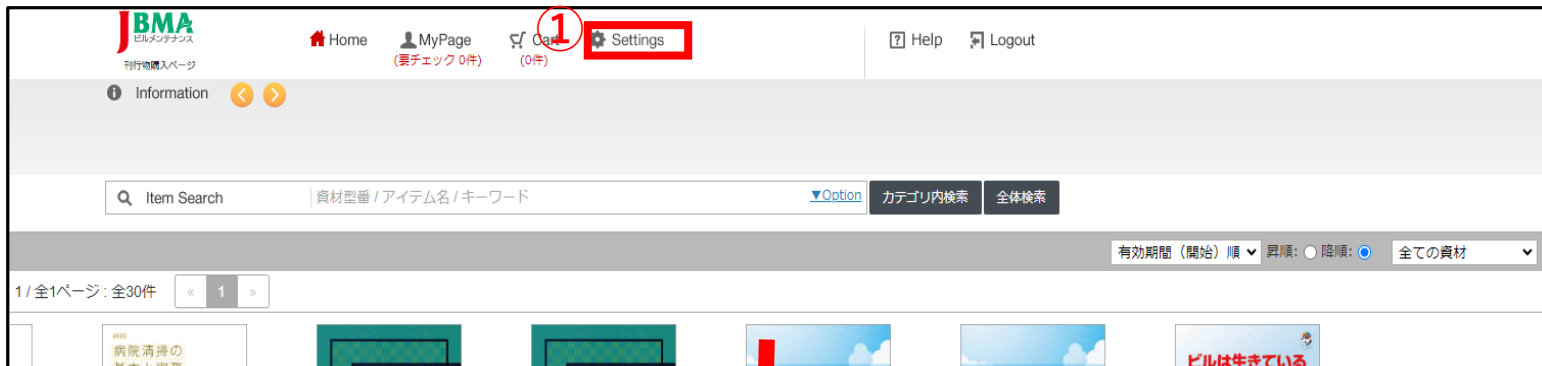 JBMA
ビルメンテナンス
刊行物購入ページ
Home
MyPage
(要チェック 0件)
Cart
(0件)
①
Settings
Help
Logout
Information
Item Search
資材型番 / アイテム名 / キーワード
▼Option
カテゴリ内検索
全体検索
有効期間（開始）順
昇順:
降順:
全ての資材
1 / 全1ページ : 全30件
«
1
»
病院清掃の
ビルは生きている